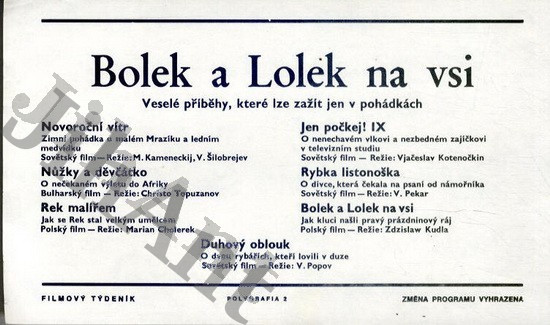 Bolek a Lolek na vsi
Veselé příběhy, které lze zažít jen v pohádkách
Novoroční vítr
Zimní pohádka o malém Mrazíku a ledním
medvídku
Sovětský film — Režie: M. Kameneckij, V. Šilobrejev
Nůžky a děvčátko
O nečekaném výletu do Afriky
Bulharský film — Režie: Christo Topuzanov
Rek malířem
Jak se Rek stal velkým umělcem
Polský film — Režie: Marian Cholerek
Jen počkej! IX
O nenechavém vlkovi a nezbedném zajíčkovi
v televizním studiu
Sovětský film — Režie: Vjačeslav Kotenočkin
Rybka listonoška
O dívce, která čekala na psaní od námořníka
Sovětský film — Režie: V. Pekar
Bolek a Lolek na vsi
Jak kluci našli pravý prázdninový ráj
Polský film — Režie: Zdzislaw Kudla
Duhový oblouk
O dvou rybářích, kteří lovili v duze
Sovětský film — Režie: V. Popov
FILMOVÝ TÝDENÍK
POLYGRAFIA 2
ZMĚNA PROGRAMU VYHRAZENA
JihAnt